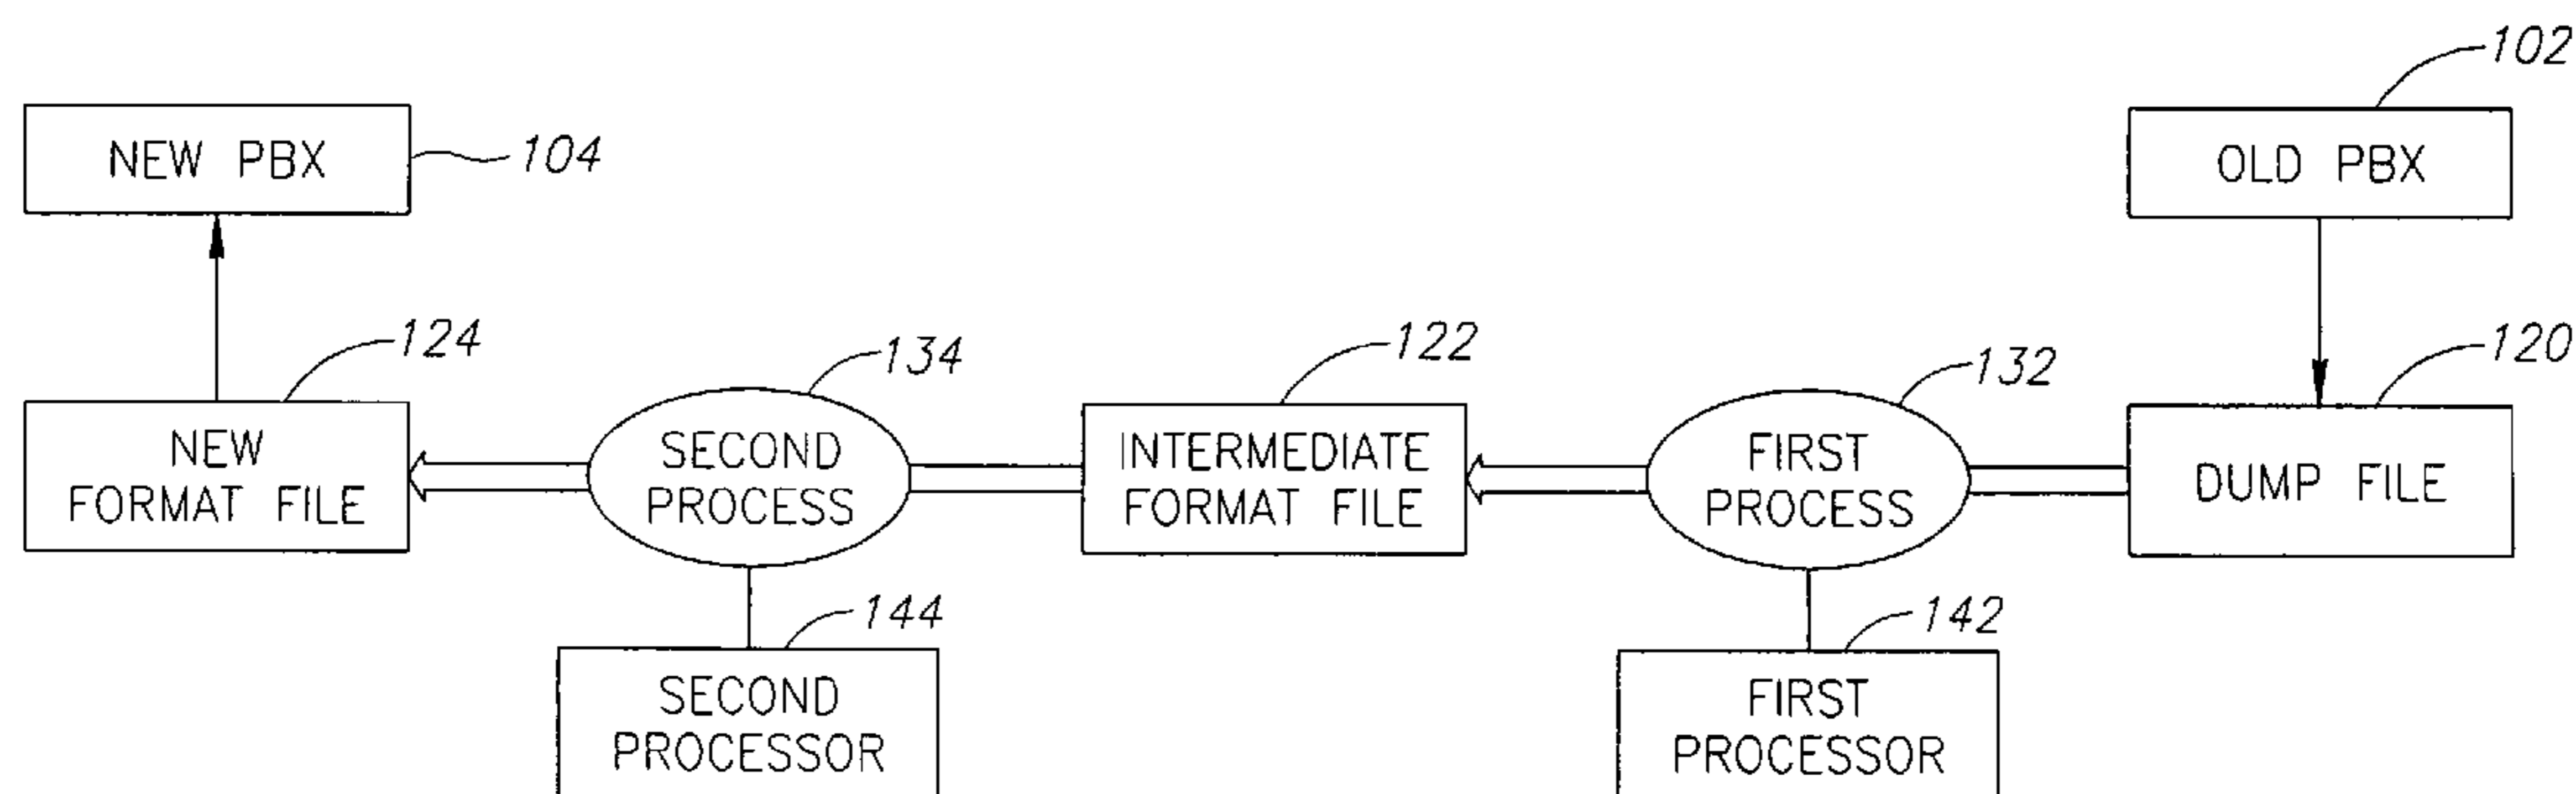 102
NEW PBX
104
OLD PBX
124
134
122
132
120
NEW
FORMAT FILE
SECOND
PROCESS
INTERMEDIATE
FORMAT FILE
FIRST
PROCESS
DUMP FILE
144
142
SECOND
PROCESSOR
FIRST
PROCESSOR